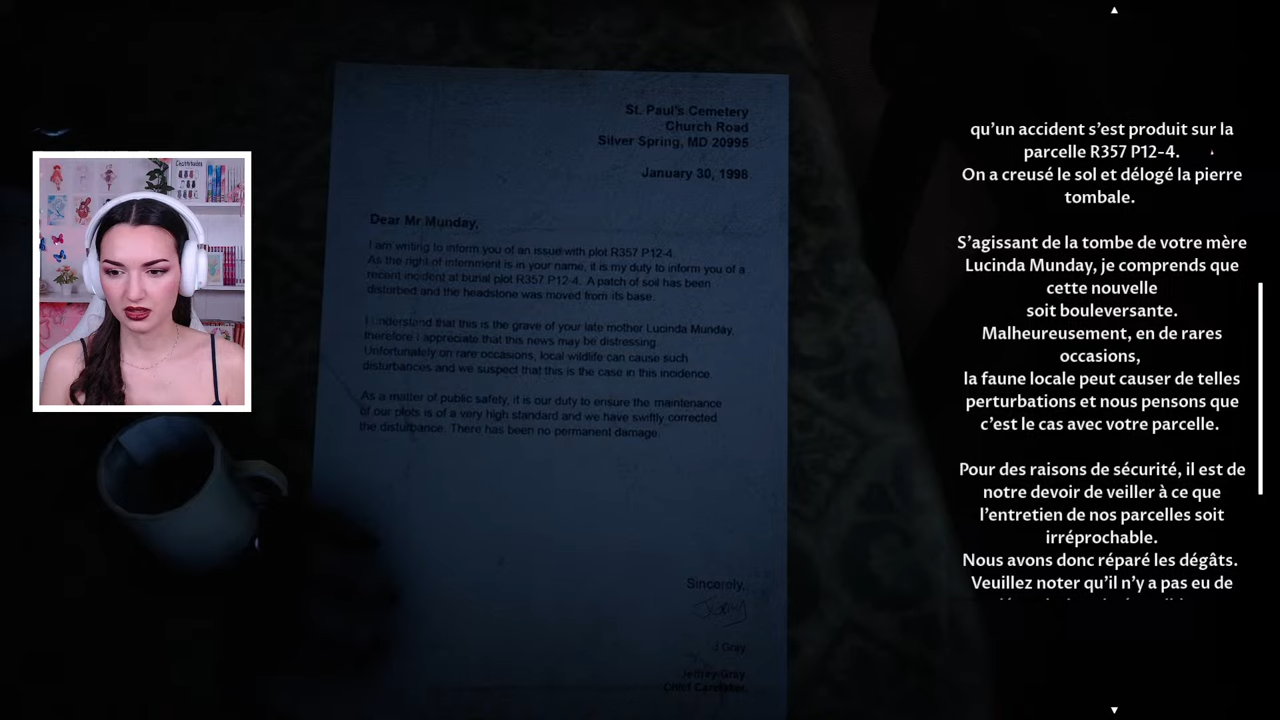 St. Paul's Cemetery
Church Road
Silver Spring, MD 20995
January 30, 1998
Dear Mr Munday,
I am writing to inform you of an issue with plot R357 P12-4.
As the right of internment is in your name, it is my duty to inform you of a
recent incident at burial plot R357 P12-4. A patch of soil has been
disturbed and the headstone was moved from its base.
I understand that this is the grave of your late mother Lucinda Munday,
therefore i appreciate that this news may be distressing.
Unfortunately on rare occasions, local wildlife can cause such
disturbances and we suspect that this is the case in this incidence.
As a matter of public safety, it is our duty to ensure the maintenance
of our plots is of a very high standard and we have swiftly corrected
the disturbance. There has been no permanent damage.
Sincerely,
J Gray
Jeffrey Gray
Chief Caretaker
qu'un accident s'est produit sur la
parcelle R357 P12-4.
On a creusé le sol et délogé la pierre
tombale.
S'agissant de la tombe de votre mère
Lucinda Munday, je comprends que
cette nouvelle
soit bouleversante.
Malheureusement, en de rares
occasions,
la faune locale peut causer de telles
perturbations et nous pensons que
c'est le cas avec votre parcelle.
Pour des raisons de sécurité, il est de
notre devoir de veiller à ce que
l'entretien de nos parcelles soit
irréprochable.
Nous avons donc réparé les dégâts.
Veuillez noter qu'il n'y a pas eu de